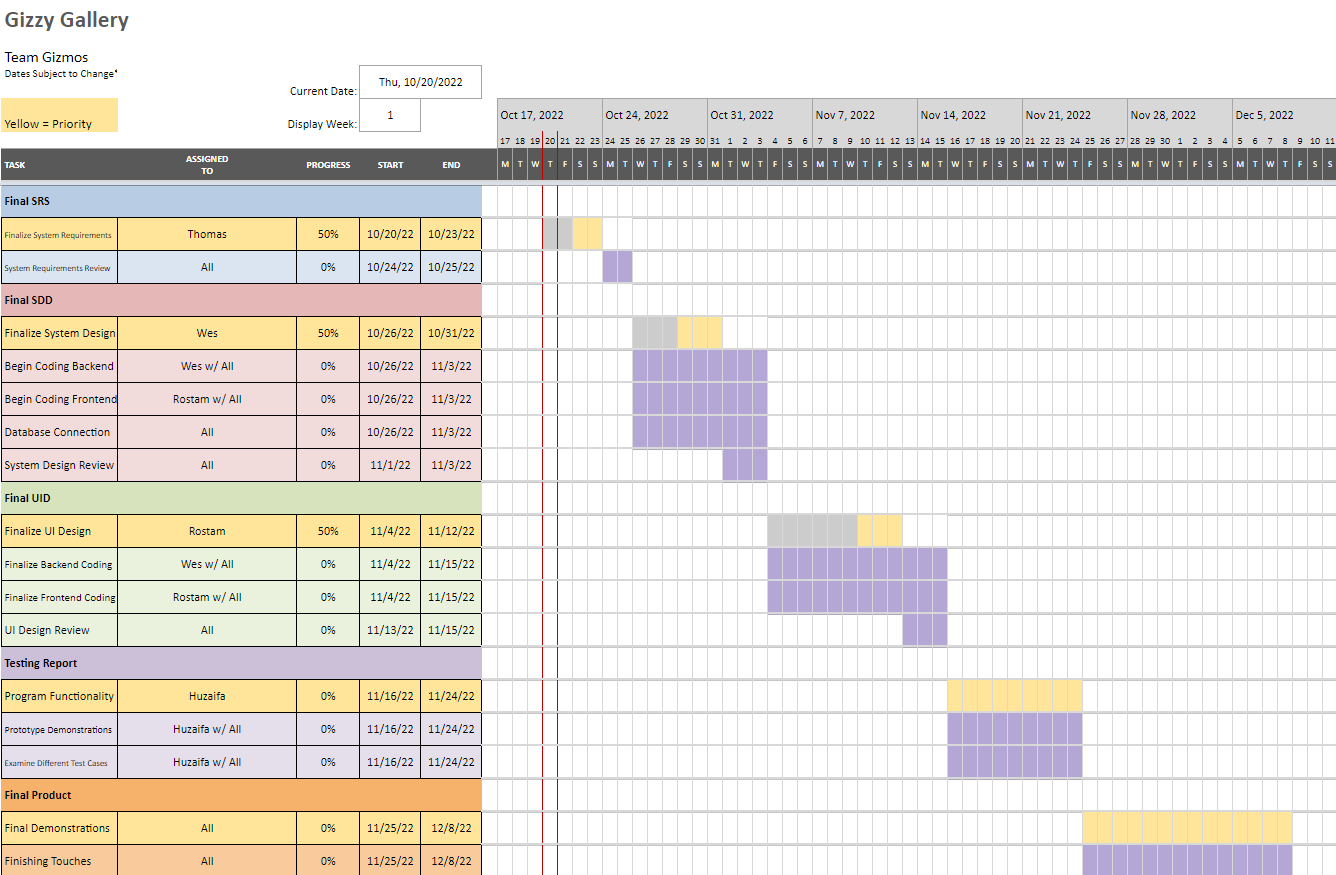 Gizzy Gallery
Team Gizmos
Dates Subject to Change*
Current Date: Thu, 10/20/2022
Yellow = Priority Display Week: 1
Oct 17, 2022 Oct 24, 2022 Oct 31, 2022 Nov 7, 2022 Nov 14, 2022 Nov 21, 2022 Nov 28, 2022 Dec 5, 2022
17 18 19 20 21 22 23 24 25 26 27 28 29 30 31 1 2 3 4 5 6 7 8 9 10 11 12 13 14 15 16 17 18 19 20 21 22 23 24 25 26 27 28 29 30 1 2 3 4 5 6 7 8 9 10 11
TASK ASSIGNED TO PROGRESS START END M T W T F S S M T W T F S S M T W T F S S M T W T F S S M T W T F S S M T W T F S S M T W T F S S M T W T F S S
Final SRS
Finalize System Requirements Thomas 50% 10/20/22 10/23/22
System Requirements Review All 0% 10/24/22 10/25/22
Final SDD
Finalize System Design Wes 50% 10/26/22 10/31/22
Begin Coding Backend Wes w/ All 0% 10/26/22 11/3/22
Begin Coding Frontend Rostam w/ All 0% 10/26/22 11/3/22
Database Connection All 0% 10/26/22 11/3/22
System Design Review All 0% 11/1/22 11/3/22
Final UID
Finalize UI Design Rostam 50% 11/4/22 11/12/22
Finalize Backend Coding Wes w/ All 0% 11/4/22 11/15/22
Finalize Frontend Coding Rostam w/ All 0% 11/4/22 11/15/22
UI Design Review All 0% 11/13/22 11/15/22
Testing Report
Program Functionality Huzaifa 0% 11/16/22 11/24/22
Prototype Demonstrations Huzaifa w/ All 0% 11/16/22 11/24/22
Examine Different Test Cases Huzaifa w/ All 0% 11/16/22 11/24/22
Final Product
Final Demonstrations All 0% 11/25/22 12/8/22
Finishing Touches All 0% 11/25/22 12/8/22